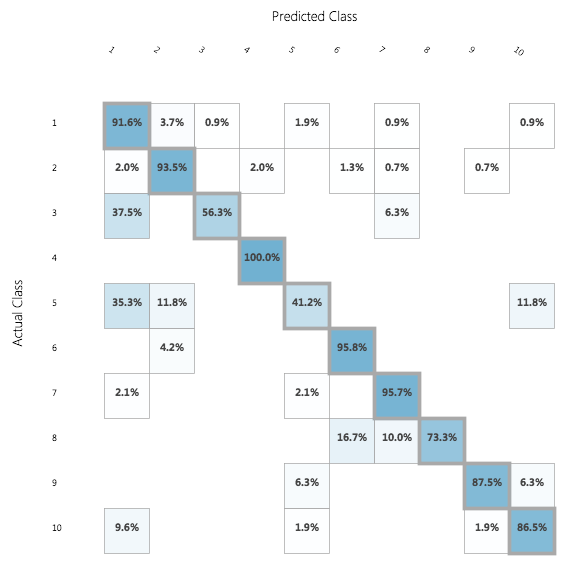 Predicted Class
1 2 3 4 5 6 7 8 9 10
Actual Class
1 91.6% 3.7% 0.9% 1.9% 0.9% 0.9%
2 2.0% 93.5% 2.0% 1.3% 0.7% 0.7%
3 37.5% 56.3% 6.3%
4 100.0%
5 35.3% 11.8% 41.2% 11.8%
6 4.2% 95.8%
7 2.1% 2.1% 95.7%
8 16.7% 10.0% 73.3%
9 6.3% 87.5% 6.3%
10 9.6% 1.9% 1.9% 86.5%